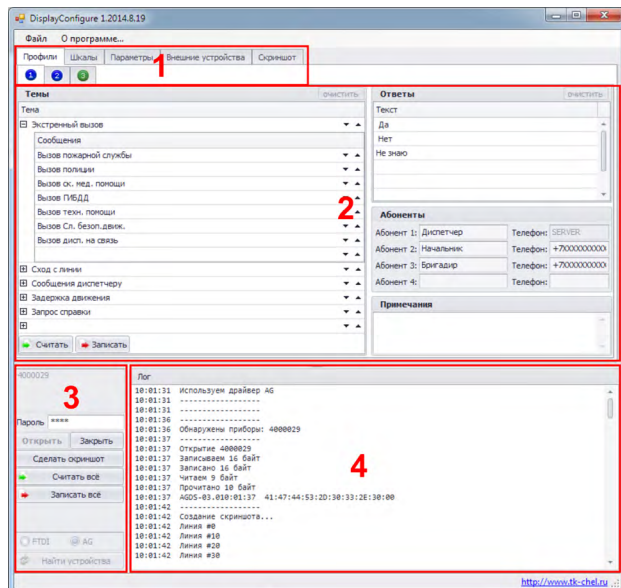 DisplayConfigure 1.2014.8.19
Файл О программе...
Профили Шкалы Параметры Внешние устройства Скриншот
1
1 2 3
Темы очистить
Тема
Экстренный вызов
Сообщения
Вызов пожарной службы
Вызов полиции
Вызов ск. мед. помощи
Вызов ГИБДД
Вызов техн. помощи
Вызов Сл. безоп.движ.
Вызов дисп. на связь
Сход с линии
Сообщения диспетчеру
Задержка движения
Запрос справки
Считать Записать
2
Ответы очистить
Текст
Да
Нет
Не знаю
Абоненты
Абонент 1: Диспетчер Телефон: SERVER
Абонент 2: Начальник Телефон: +7XXXXXXXXXX
Абонент 3: Бригадир Телефон: +7XXXXXXXXXX
Абонент 4: Телефон:
Примечания
4000029
3
Пароль ****
Открыть Закрыть
Сделать скриншот
Считать всё
Записать всё
FTDI AG
Найти устройства
Лог
10:01:31 Используем драйвер AG
10:01:31 ------------------
10:01:31 ------------------
10:01:36 ------------------
10:01:36 Обнаружены приборы: 4000029
10:01:37 ------------------
10:01:37 Открытие 4000029
10:01:37 Записываем 16 байт
10:01:37 Записано 16 байт
10:01:37 Читаем 9 байт
10:01:37 Прочитано 10 байт
10:01:37 AGDS-03.010:01:37 41:47:44:53:2D:30:33:2E:30:00
10:01:42 ------------------
10:01:42 Создание скриншота...
10:01:42 Линия #0
10:01:42 Линия #10
10:01:42 Линия #20
10:01:42 Линия #30
4
http://www.tk-chel.ru